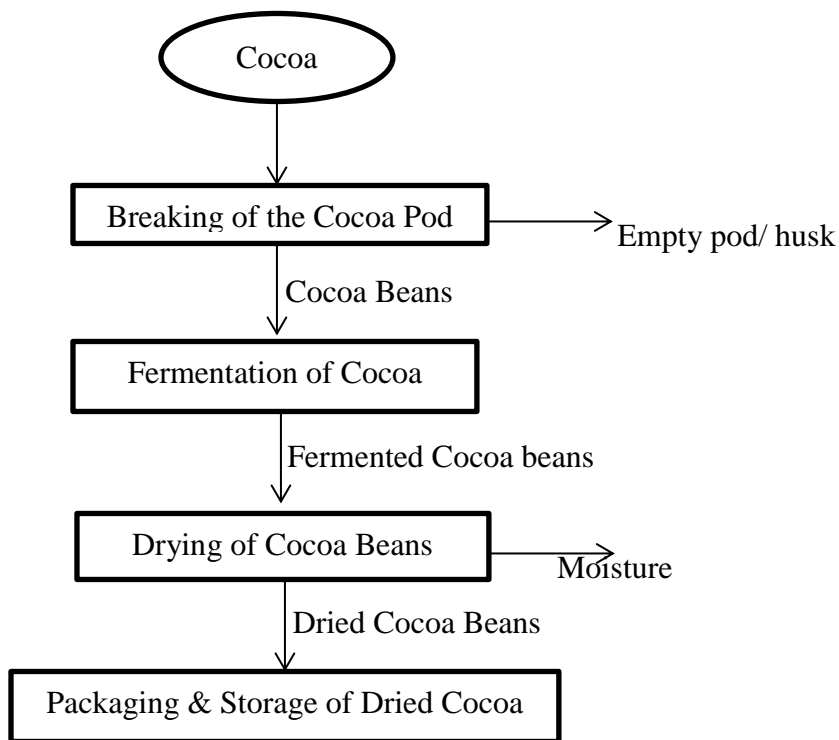 Cocoa
Breaking of the Cocoa Pod
Empty pod/ husk
Cocoa Beans
Fermentation of Cocoa
Fermented Cocoa beans
Drying of Cocoa Beans
Moisture
Dried Cocoa Beans
Packaging & Storage of Dried Cocoa